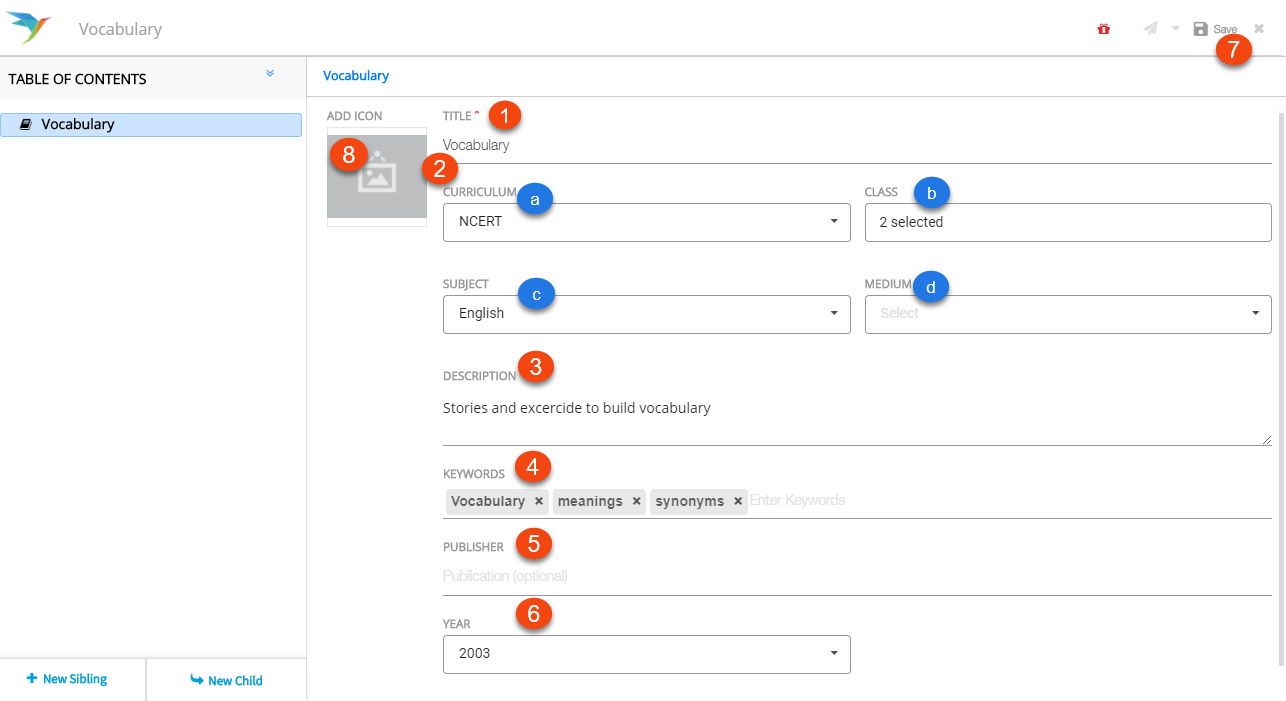 Vocabulary
Save
7
TABLE OF CONTENTS
Vocabulary
Vocabulary
ADD ICON
8
TITLE *
1
Vocabulary
2
CURRICULUM
a
NCERT
CLASS
b
2 selected
SUBJECT
c
English
MEDIUM
d
Select
DESCRIPTION
3
Stories and excercide to build vocabulary
KEYWORDS
4
Vocabulary × meanings × synonyms × Enter Keywords
PUBLISHER
5
Publication (optional)
YEAR
6
2003
New Sibling
New Child